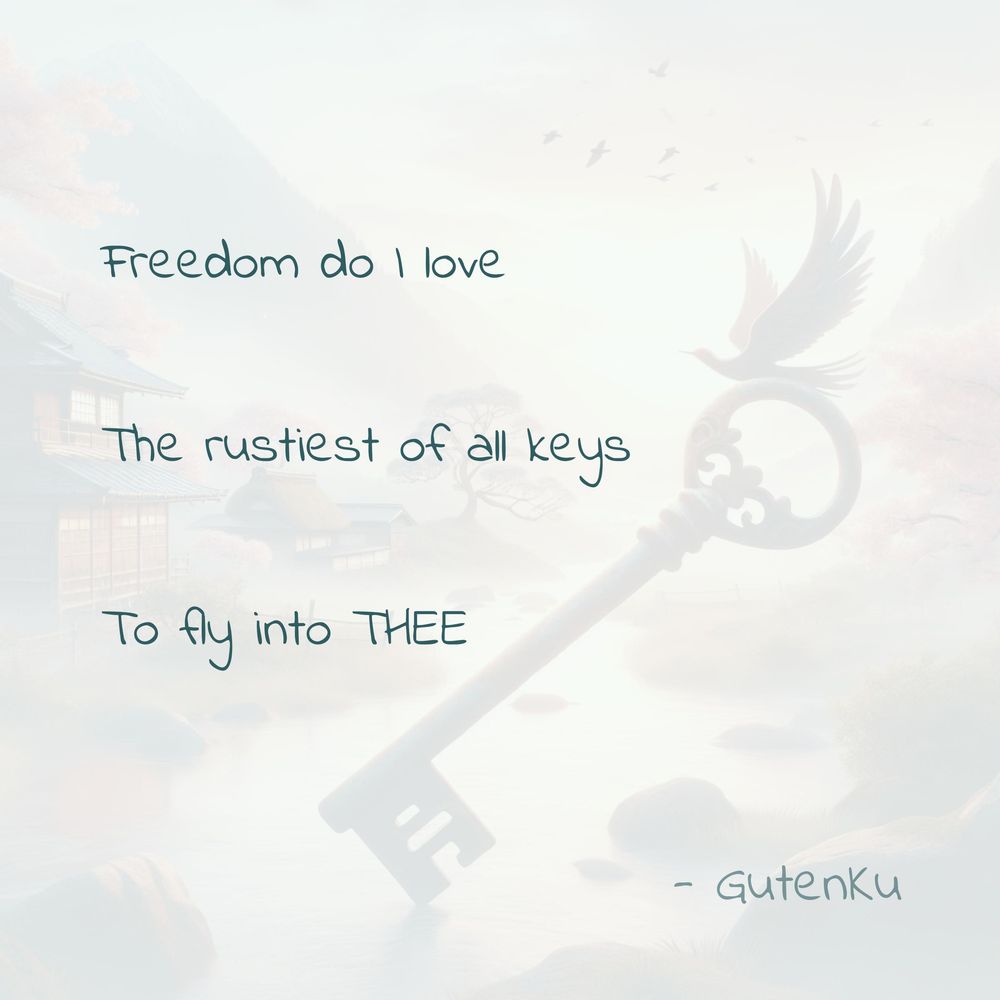 Freedom do I love
The rustiest of all keys
To fly into THEE
- GutenKu